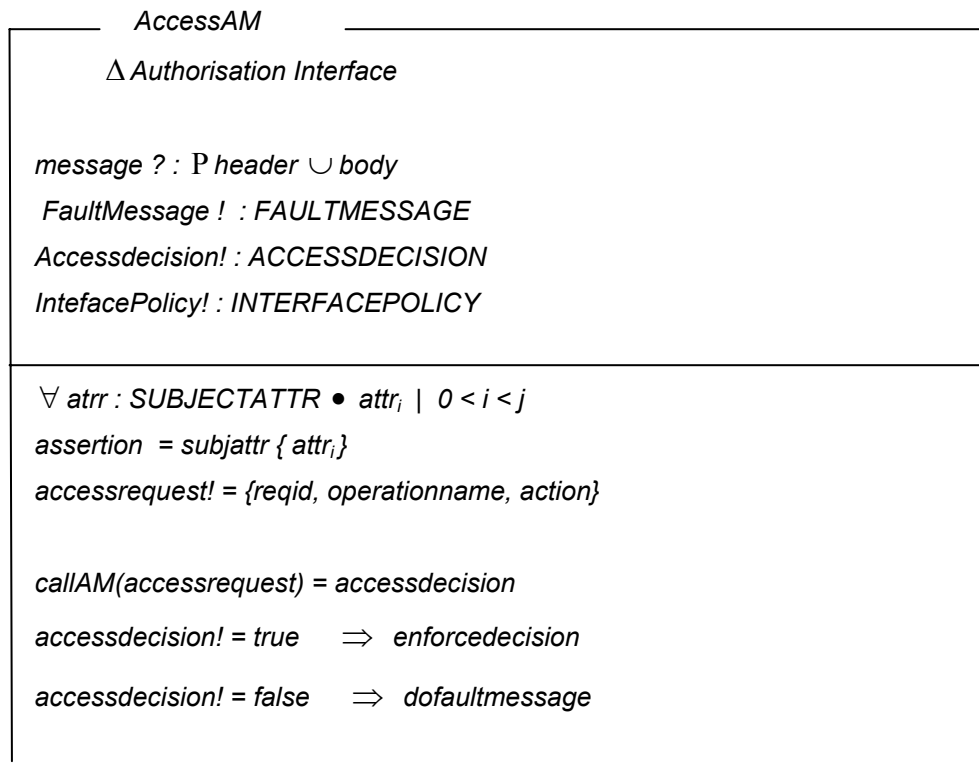 AccessAM
Δ Authorisation Interface
message ? : P header ∪ body
FaultMessage ! : FAULTMESSAGE
Accessdecision! : ACCESSDECISION
IntefacePolicy! : INTERFACEPOLICY
∀ atrr : SUBJECTATTR • attrᵢ | 0 < i < j
assertion = subjattr { attrᵢ}
accessrequest! = {reqid, operationname, action}
callAM(accessrequest) = accessdecision
accessdecision! = true ⇒ enforcedecision
accessdecision! = false ⇒ dofaultmessage